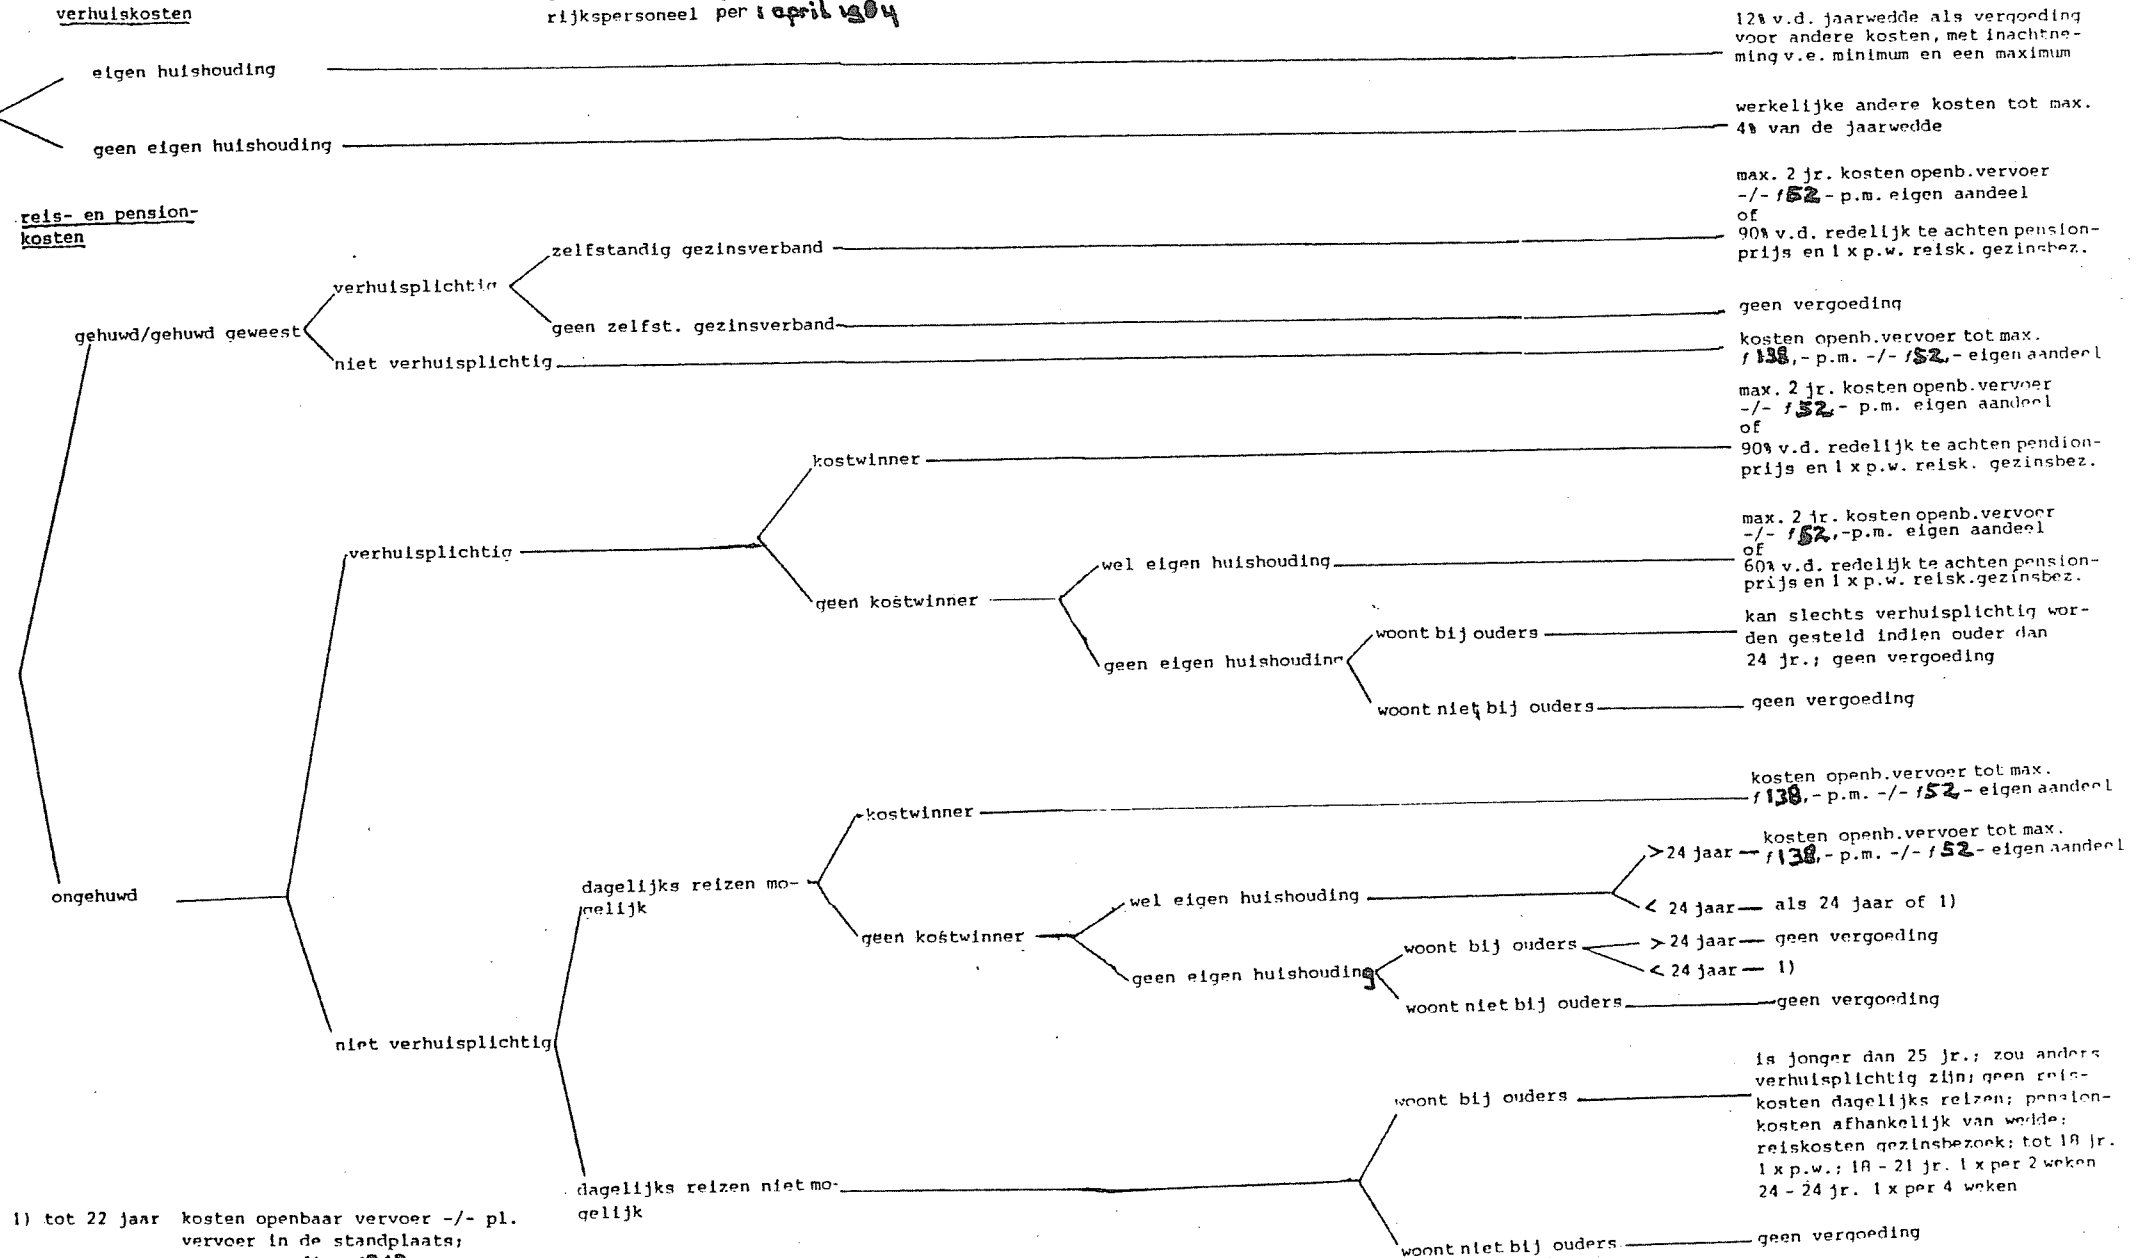 verhuiskosten
rijkspersoneel per 1 april 1984
eigen huishouding
12% v.d. jaarwedde als vergoeding
voor andere kosten, met inachtne-
ming v.e. minimum en een maximum
geen eigen huishouding
werkelijke andere kosten tot max.
4% van de jaarwedde
reis- en pension-
kosten
gehuwd/gehuwd geweest
verhuisplichtig
zelfstandig gezinsverband
max. 2 jr. kosten openb.vervoer
-/- f 52,- p.m. eigen aandeel
of
90% v.d. redelijk te achten pension-
prijs en 1 x p.w. reisk. gezinsbez.
geen zelfst. gezinsverband
geen vergoeding
niet verhuisplichtig
kosten openb.vervoer tot max.
f 138,- p.m. -/- f 52,- eigen aandeel
ongehuwd
verhuisplichtig
kostwinner
max. 2 jr. kosten openb.vervoer
-/- f 52,- p.m. eigen aandeel
of
90% v.d. redelijk te achten pendion-
prijs en 1 x p.w. reisk. gezinsbez.
geen kostwinner
wel eigen huishouding
max. 2 jr. kosten openb.vervoer
-/- f 52,-p.m. eigen aandeel
of
60% v.d. redelijk te achten pension-
prijs en 1 x p.w. reisk.gezinsbez.
geen eigen huishouding
woont bij ouders
kan slechts verhuisplichtig wor-
den gesteld indien ouder dan
24 jr.; geen vergoeding
woont niet bij ouders
geen vergoeding
niet verhuisplichtig
dagelijks reizen mo-
gelijk
kostwinner
kosten openb.vervoer tot max.
f 138,- p.m. -/- f 52,- eigen aandeel
geen kostwinner
wel eigen huishouding
> 24 jaar
kosten openb.vervoer tot max.
f 138,- p.m. -/- f 52,- eigen aandeel
< 24 jaar
als 24 jaar of 1)
geen eigen huishouding
woont bij ouders
> 24 jaar
geen vergoeding
< 24 jaar
1)
woont niet bij ouders
geen vergoeding
dagelijks reizen niet mo-
gelijk
woont bij ouders
is jonger dan 25 jr.; zou anders
verhuisplichtig zijn; geen reis-
kosten dagelijks reizen; pension-
kosten afhankelijk van wedde;
reiskosten gezinsbezoek; tot 18 jr.
1 x p.w.; 18 - 21 jr. 1 x per 2 weken
24 - 24 jr. 1 x per 4 weken
woont niet bij ouders
geen vergoeding
1) tot 22 jaar kosten openbaar vervoer -/- pl.
vervoer in de standplaats;